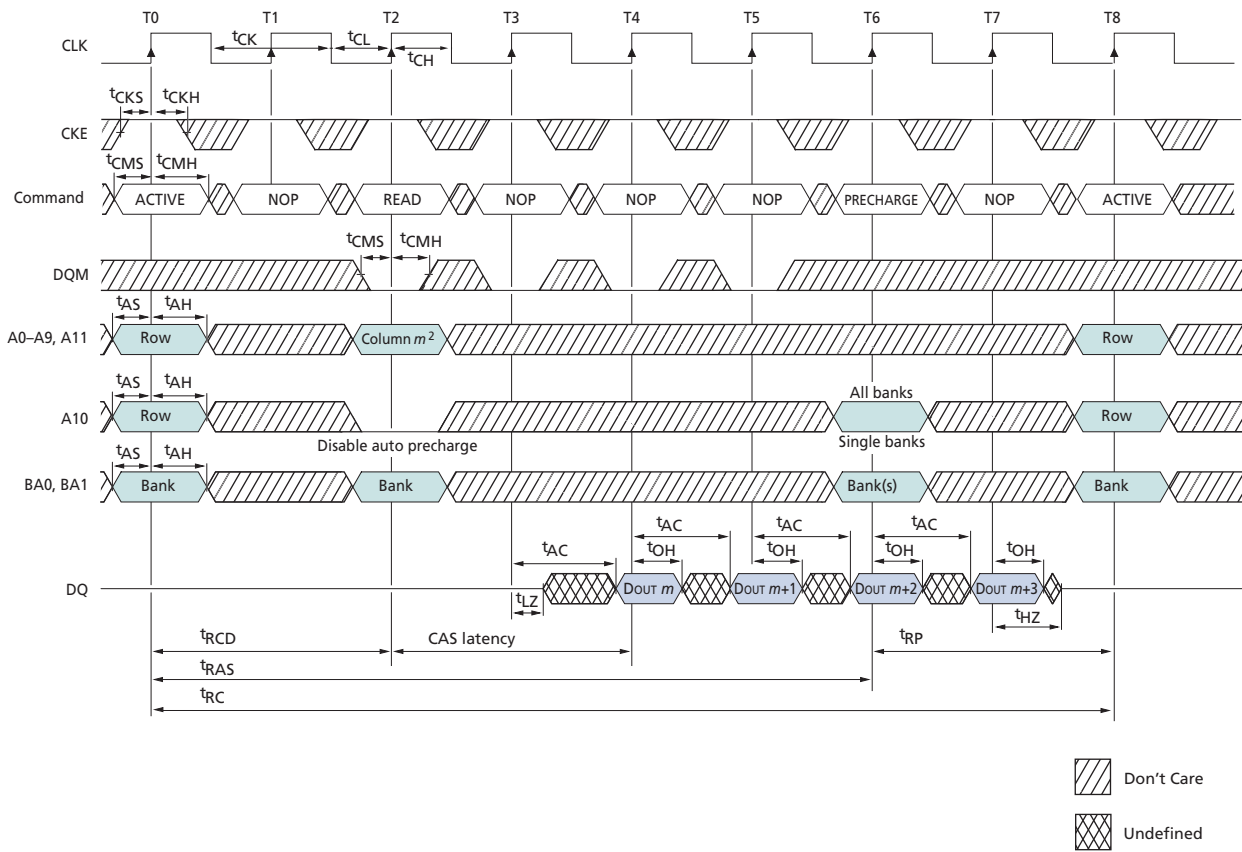 T0 T1 T2 T3 T4 T5 T6 T7 T8
CLK
tCK tCL
tCH
tCKS tCKH
CKE
tCMS tCMH
Command ACTIVE NOP READ NOP NOP NOP PRECHARGE NOP ACTIVE
tCMS tCMH
DQM
tAS tAH
A0–A9, A11 Row Column m² Row
tAS tAH All banks
A10 Row Row
Disable auto precharge Single banks
tAS tAH
BA0, BA1 Bank Bank Bank(s) Bank
tAC tAC tAC
tAC tOH tOH tOH tOH
DQ DOUT m DOUT m+1 DOUT m+2 DOUT m+3
tLZ tHZ
tRCD CAS latency tRP
tRAS
tRC
Don't Care
Undefined